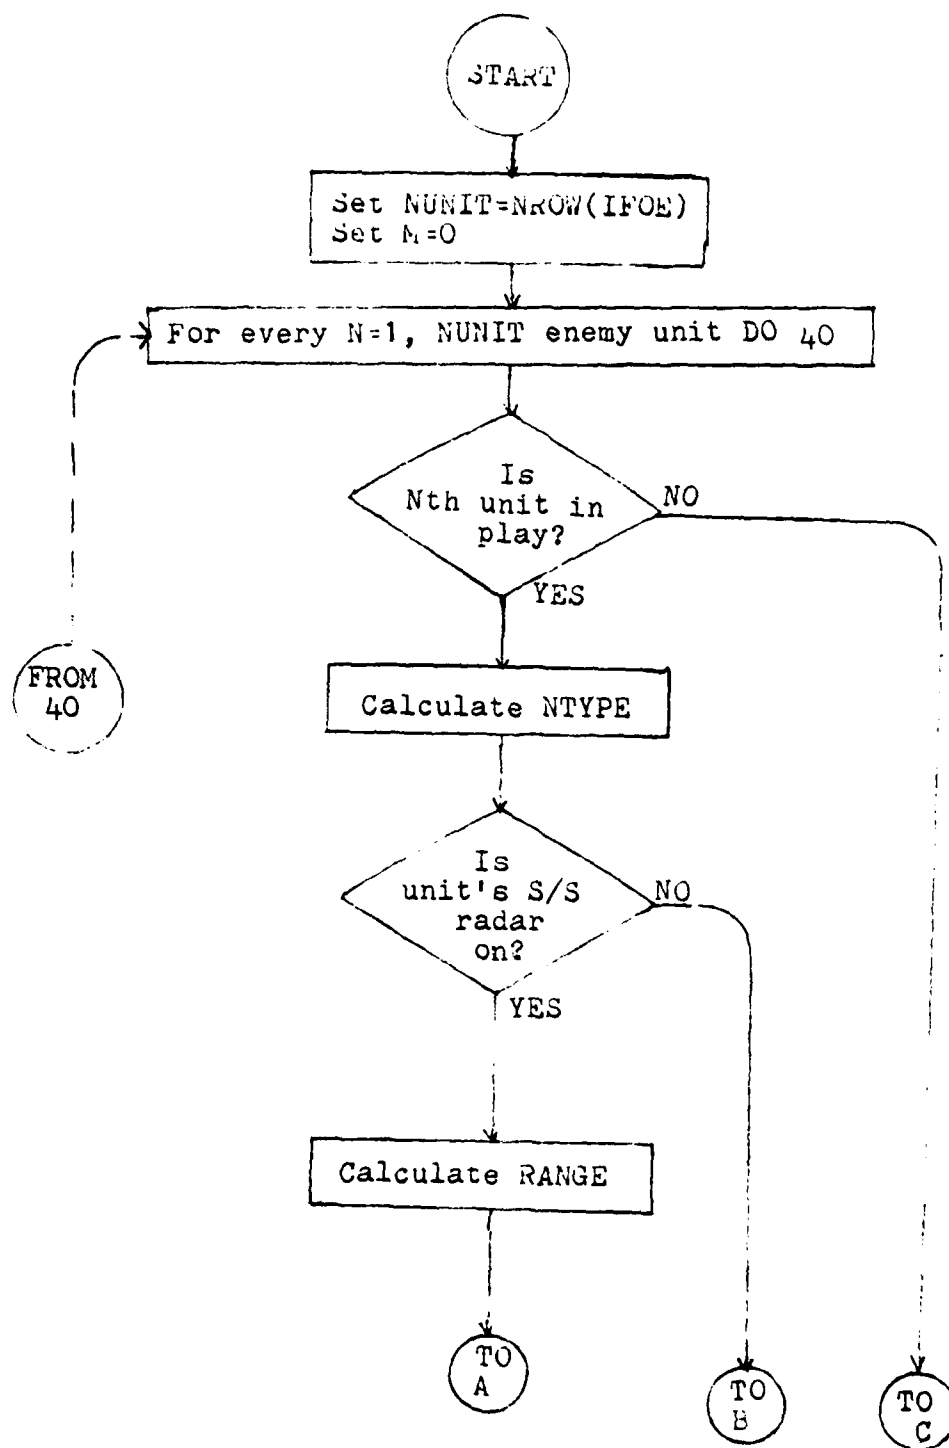 START
Set NUNIT=NROW(IFOE)
Set M=0
For every N=1, NUNIT enemy unit DO 40
Is
Nth unit in
play?
NO
YES
FROM
40
Calculate NTYPE
Is
unit's S/S
radar
on?
NO
YES
Calculate RANGE
TO
A
TO
B
TO
C